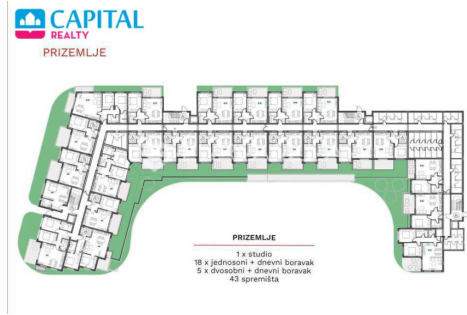 CAPITAL
REALTY
PRIZEMLJE
PRIZEMLJE
1 x studio
18 x jednosoni + dnevni boravak
5 x dvosobni + dnevni boravak
43 spremišta